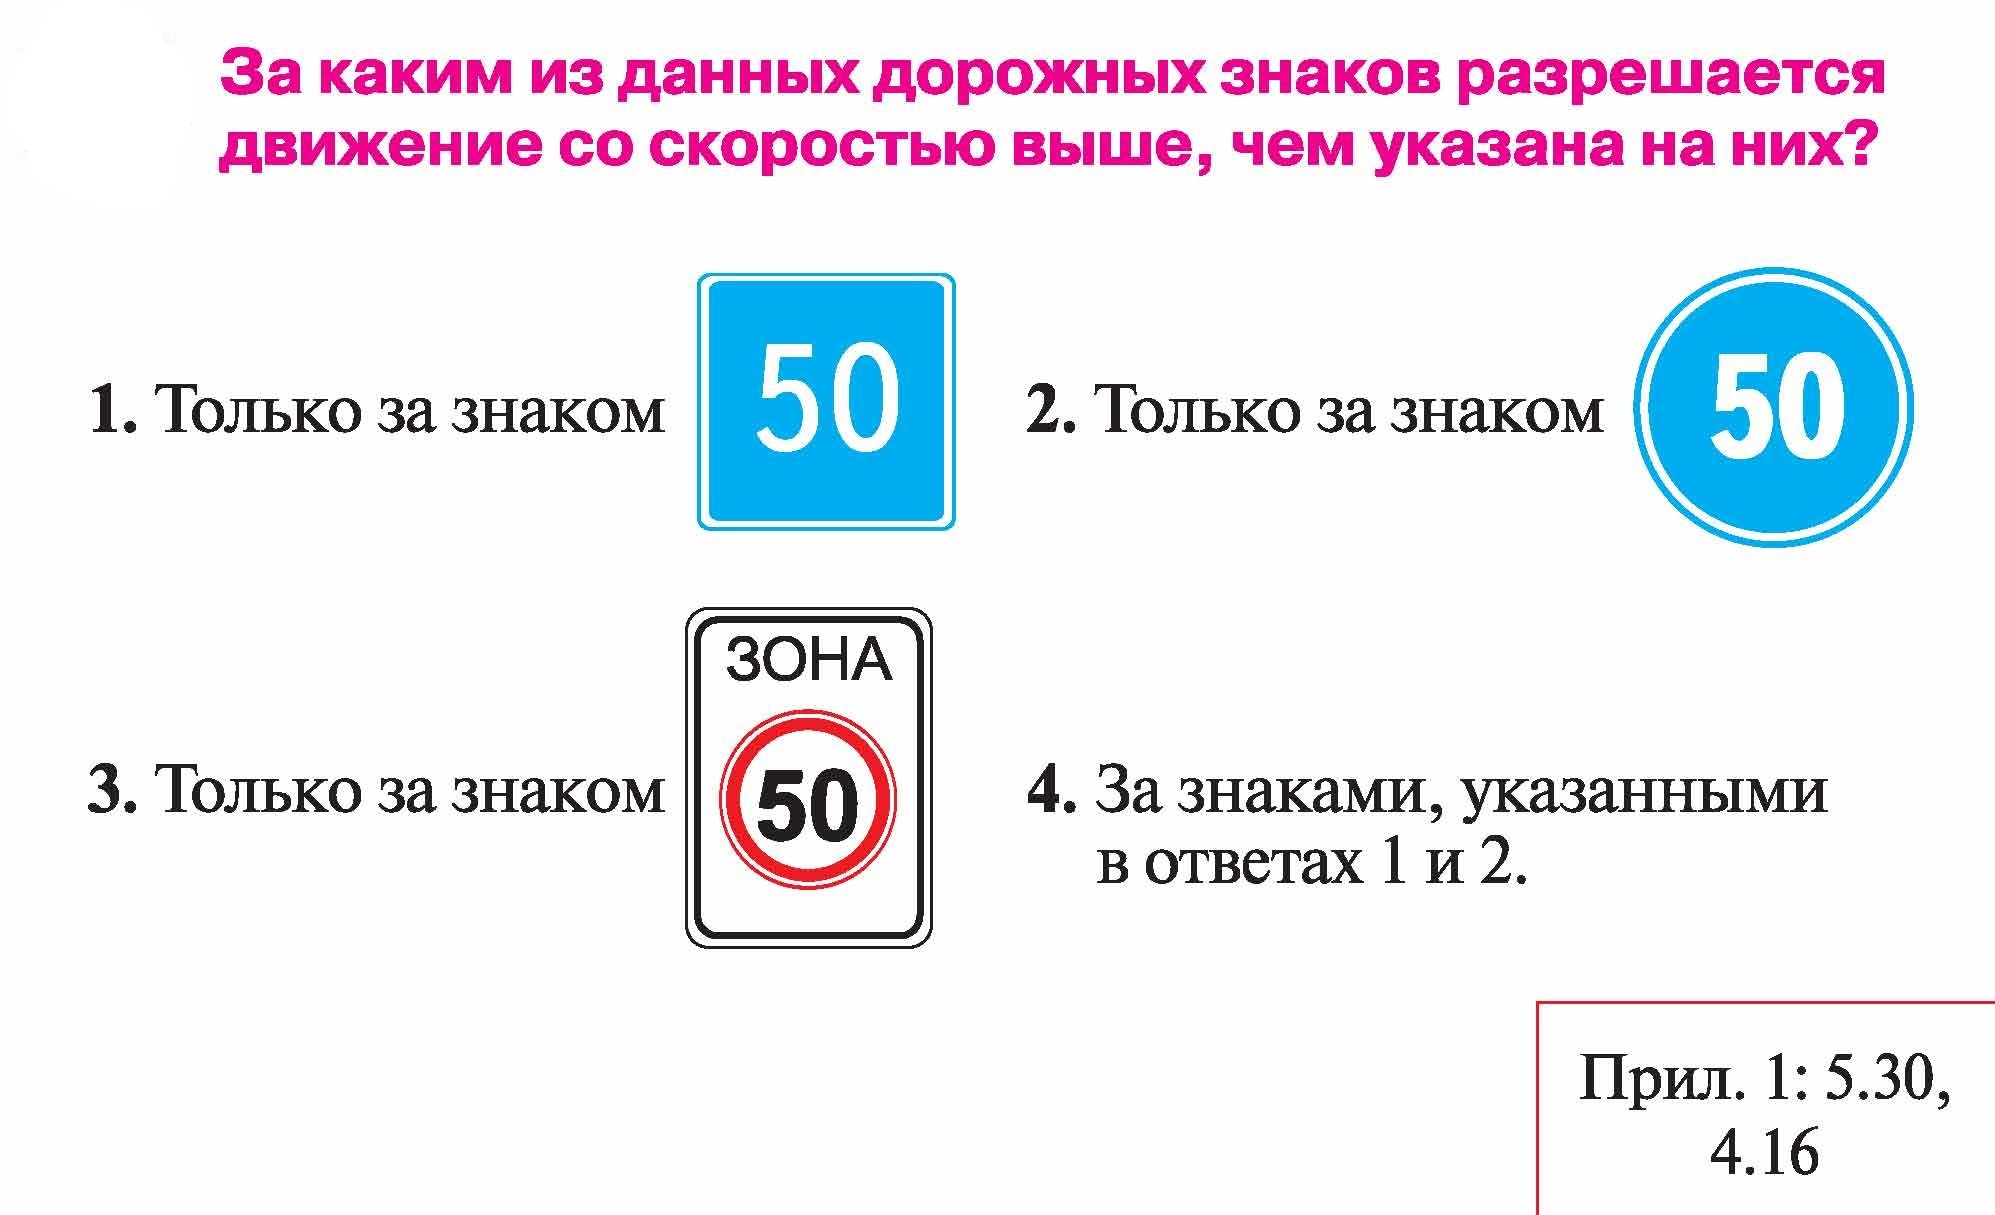 За каким из данных дорожных знаков разрешается
движение со скоростью выше, чем указана на них?
1. Только за знаком 50
2. Только за знаком 50
3. Только за знаком
ЗОНА
50
4. За знаками, указанными
в ответах 1 и 2.
Прил. 1: 5.30,
4.16